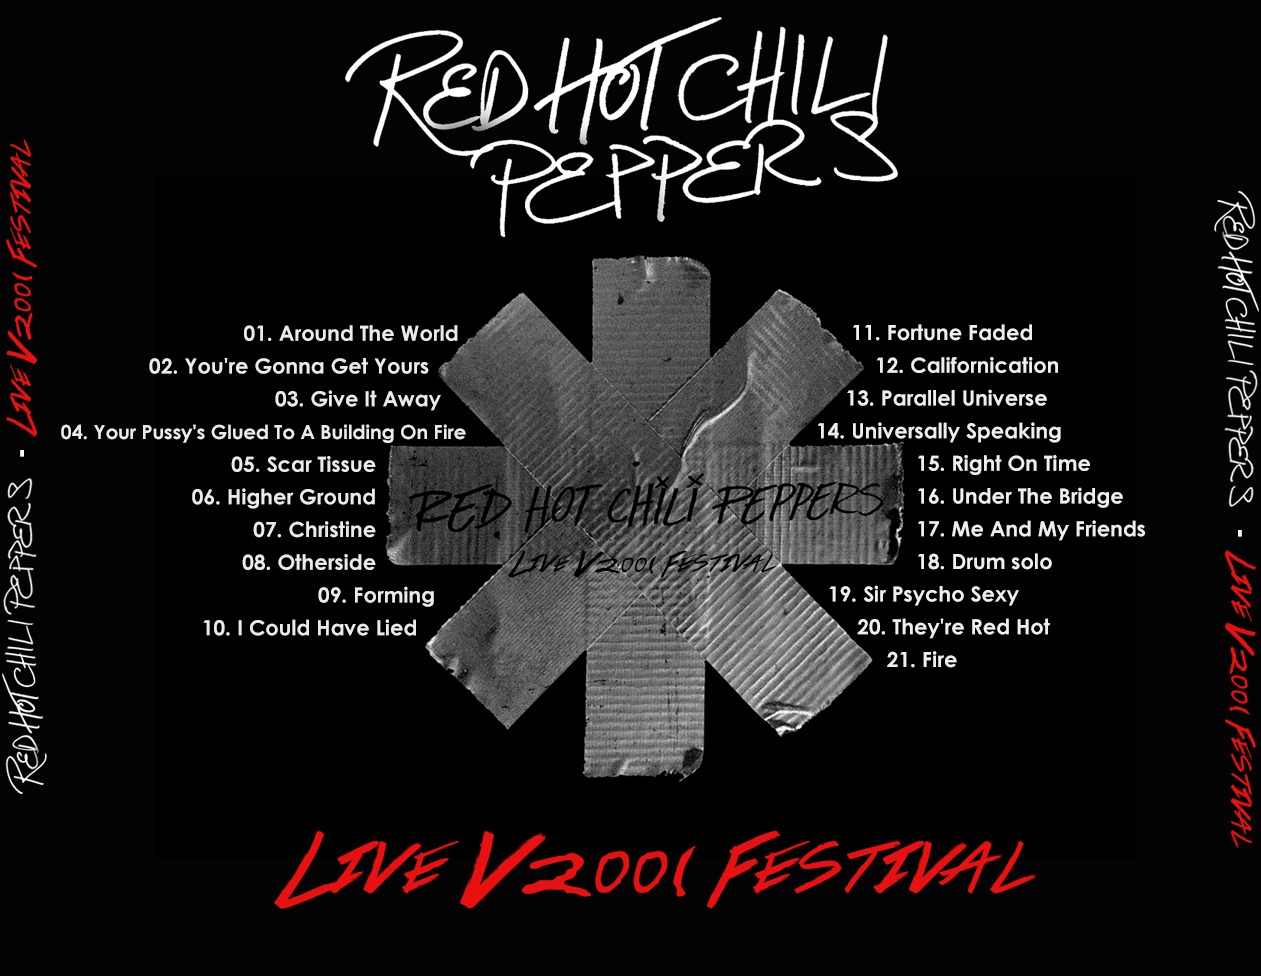 RED HOT CHILI
PEPPERS
01. Around The World
02. You're Gonna Get Yours
03. Give It Away
04. Your Pussy's Glued To A Building On Fire
05. Scar Tissue
06. Higher Ground
07. Christine
08. Otherside
09. Forming
10. I Could Have Lied
11. Fortune Faded
12. Californication
13. Parallel Universe
14. Universally Speaking
15. Right On Time
16. Under The Bridge
17. Me And My Friends
18. Drum solo
19. Sir Psycho Sexy
20. They're Red Hot
21. Fire
RED HOT CHILI PEPPERS
LIVE V2001 FESTIVAL
LIVE V2001 FESTIVAL
RED HOT CHILI PEPPERS - LIVE V2001 FESTIVAL
RED HOT CHILI PEPPERS - LIVE V2001 FESTIVAL